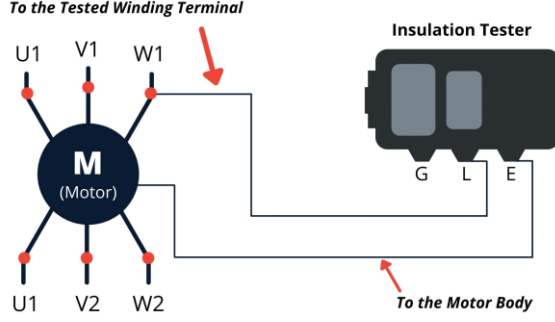 To the Tested Winding Terminal
Insulation Tester
U1
V1
W1
M
(Motor)
G
L
E
U1
V2
W2
To the Motor Body